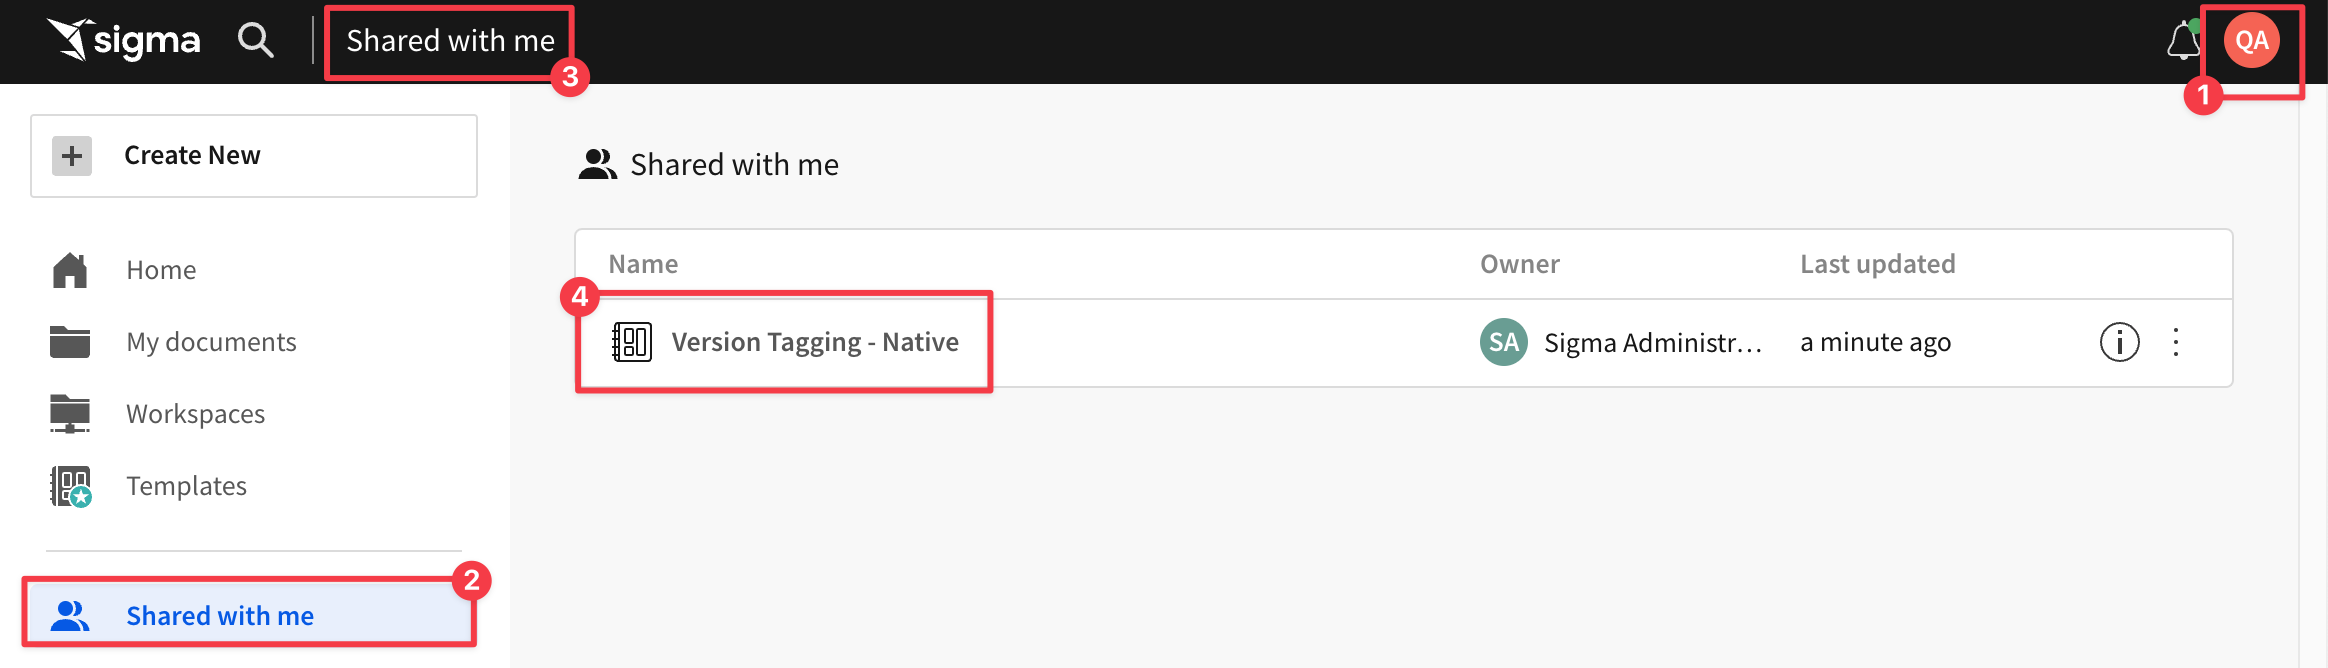 sigma
Shared with me
3
QA
1
Create New
Shared with me
Home
Name
Owner
Last updated
4
Version Tagging - Native
SA
Sigma Administr...
a minute ago
My documents
Workspaces
Templates
2
Shared with me